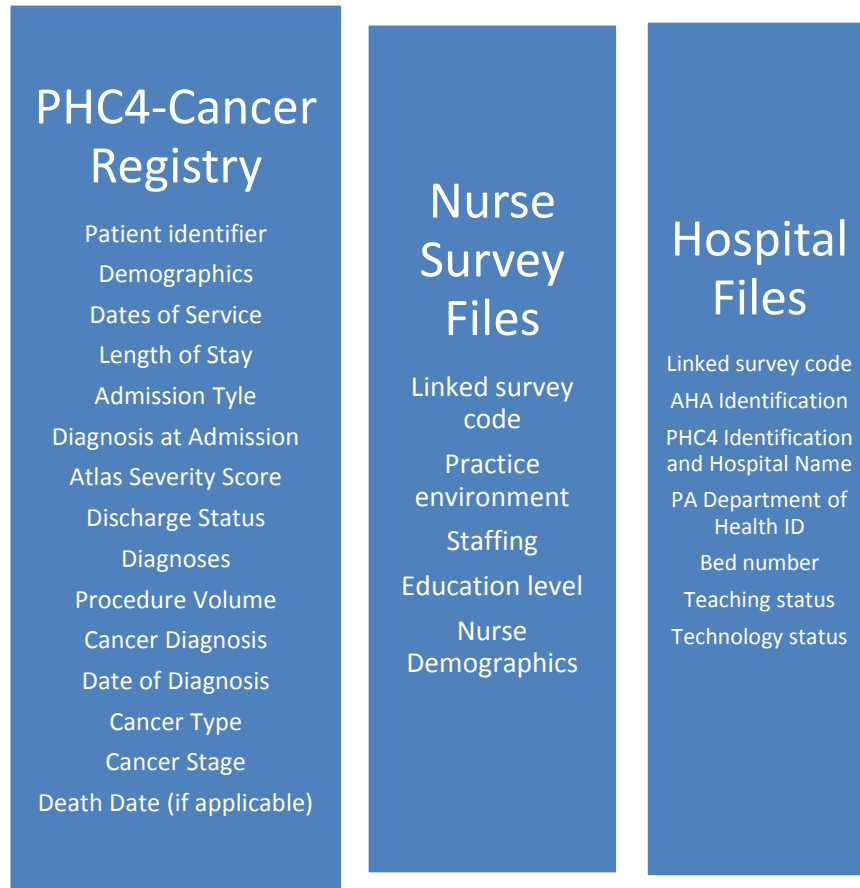 PHC4-Cancer
Registry
Patient identifier
Demographics
Dates of Service
Length of Stay
Admission Tyle
Diagnosis at Admission
Atlas Severity Score
Discharge Status
Diagnoses
Procedure Volume
Cancer Diagnosis
Date of Diagnosis
Cancer Type
Cancer Stage
Death Date (if applicable)
Nurse
Survey
Files
Linked survey
code
Practice
environment
Staffing
Education level
Nurse
Demographics
Hospital
Files
Linked survey code
AHA Identification
PHC4 Identification
and Hospital Name
PA Department of
Health ID
Bed number
Teaching status
Technology status